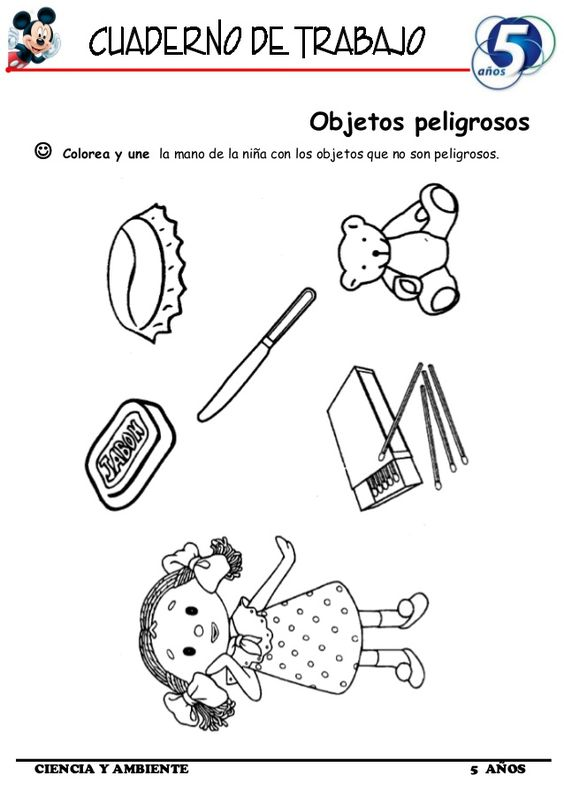 CUADERNO DE TRABAJO
5
años
Objetos peligrosos
Colorea y une la mano de la niña con los objetos que no son peligrosos.
JABON
CIENCIA Y AMBIENTE 5 AÑOS